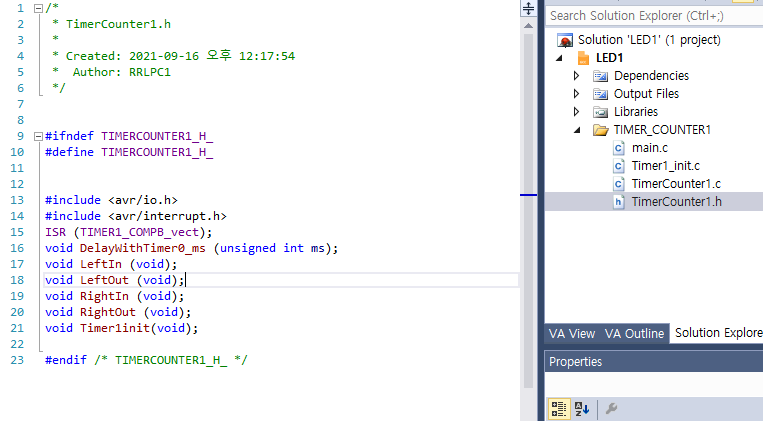 1 /*
2  * TimerCounter1.h
3  *
4  * Created: 2021-09-16 오후 12:17:54
5  *  Author: RRLPC1
6  */
7
8
9 #ifndef TIMERCOUNTER1_H_
10 #define TIMERCOUNTER1_H_
11
12
13 #include <avr/io.h>
14 #include <avr/interrupt.h>
15 ISR (TIMER1_COMPB_vect);
16 void DelayWithTimer0_ms (unsigned int ms);
17 void LeftIn (void);
18 void LeftOut (void);
19 void RightIn (void);
20 void RightOut (void);
21 void Timer1init(void);
22
23 #endif /* TIMERCOUNTER1_H_ */
Search Solution Explorer (Ctrl+;)
Solution 'LED1' (1 project)
LED1
Dependencies
Output Files
Libraries
TIMER_COUNTER1
main.c
Timer1_init.c
TimerCounter1.c
TimerCounter1.h
VA View VA Outline Solution Explore
Properties